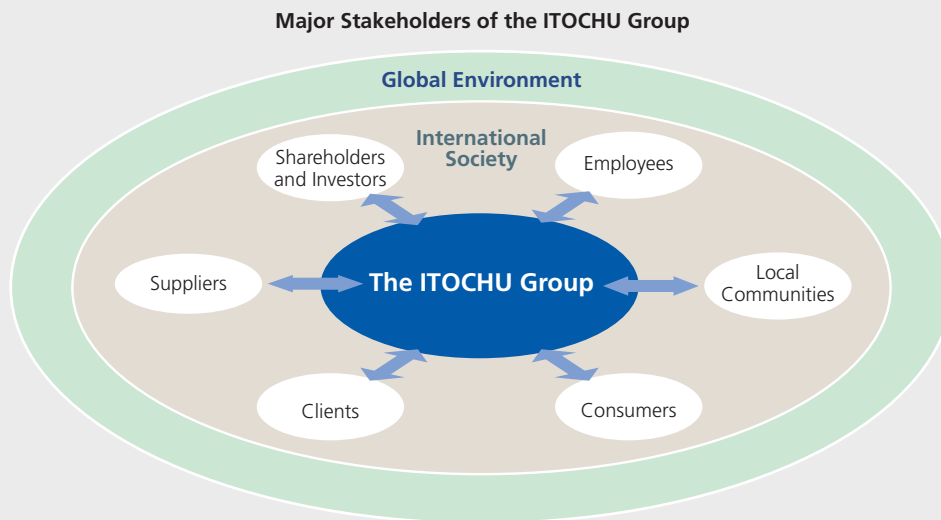 Major Stakeholders of the ITOCHU Group
Global Environment
International
Society
Shareholders
and Investors
Employees
Suppliers
The ITOCHU Group
Local
Communities
Clients
Consumers